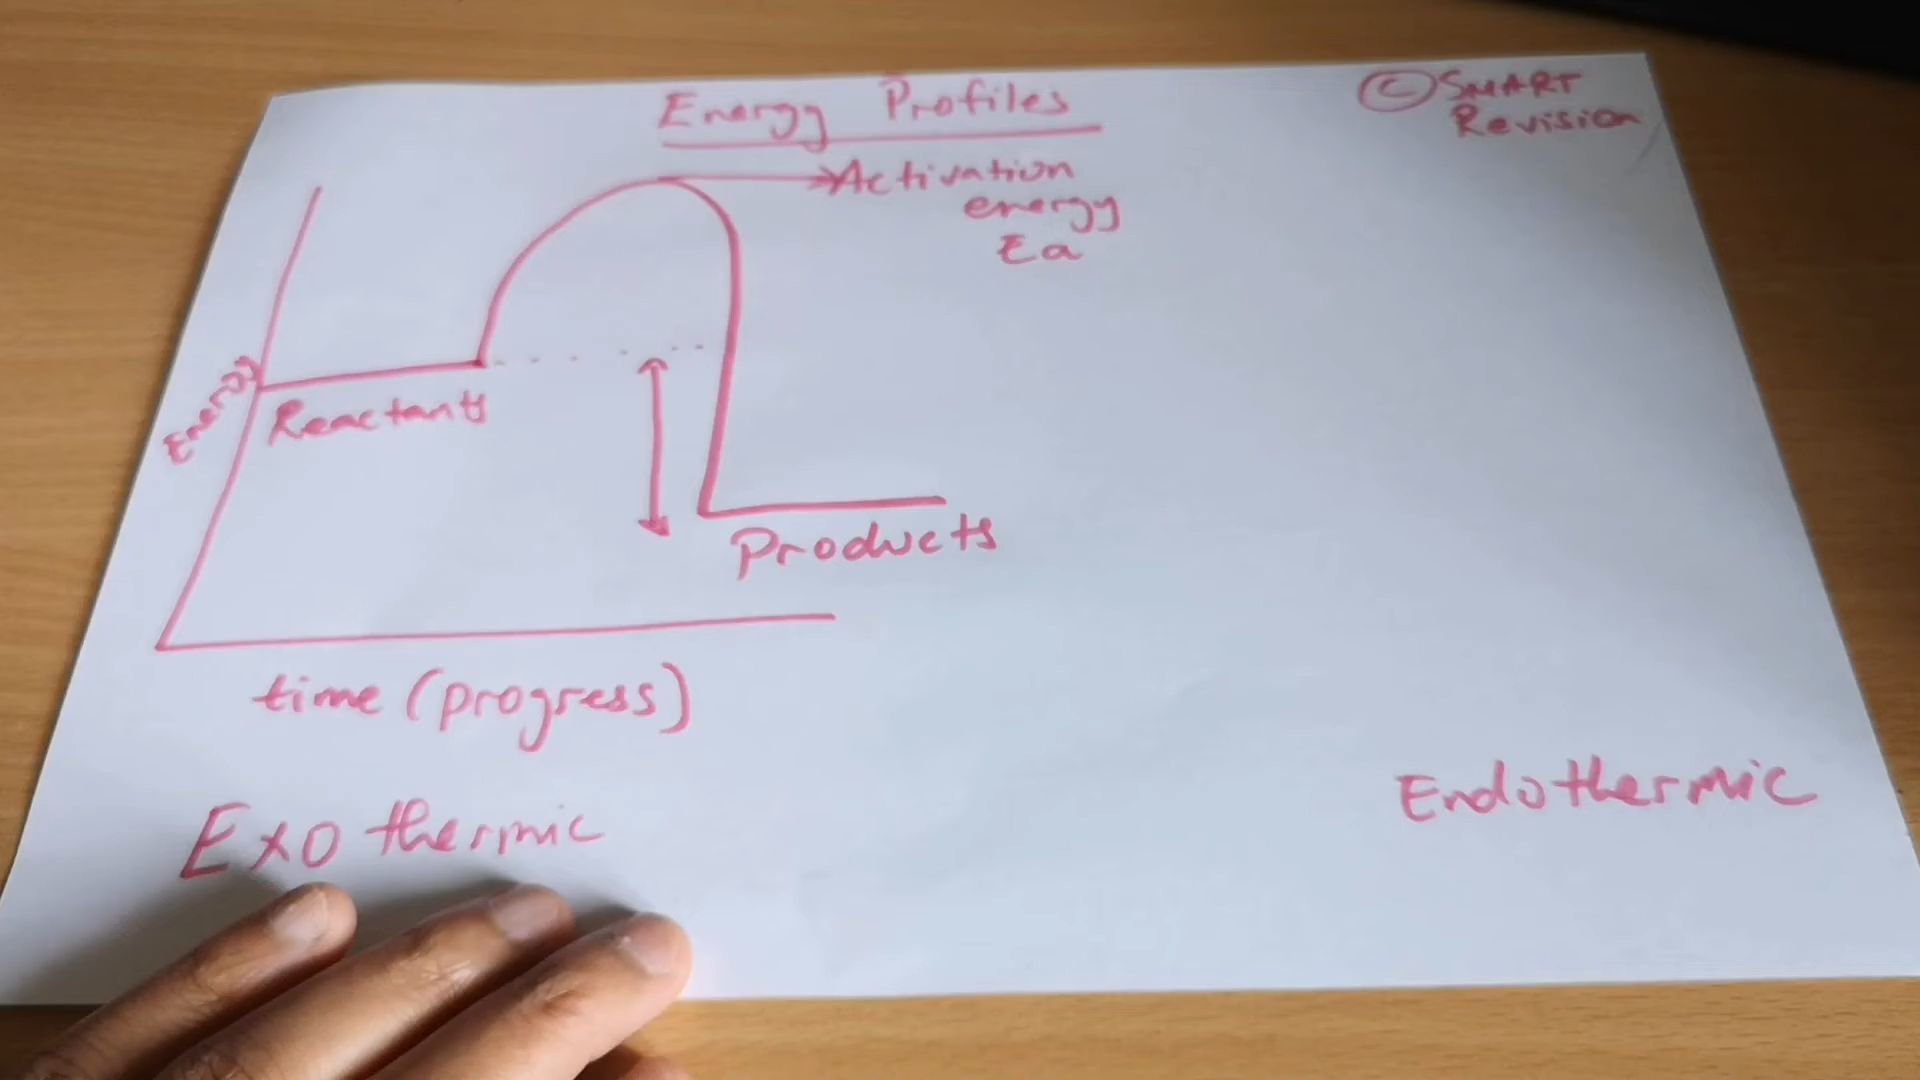 Energy Profiles
© SMART
Revision
Activation
energy
Ea
Energy
Reactants
Products
time (progress)
Exothermic
Endothermic